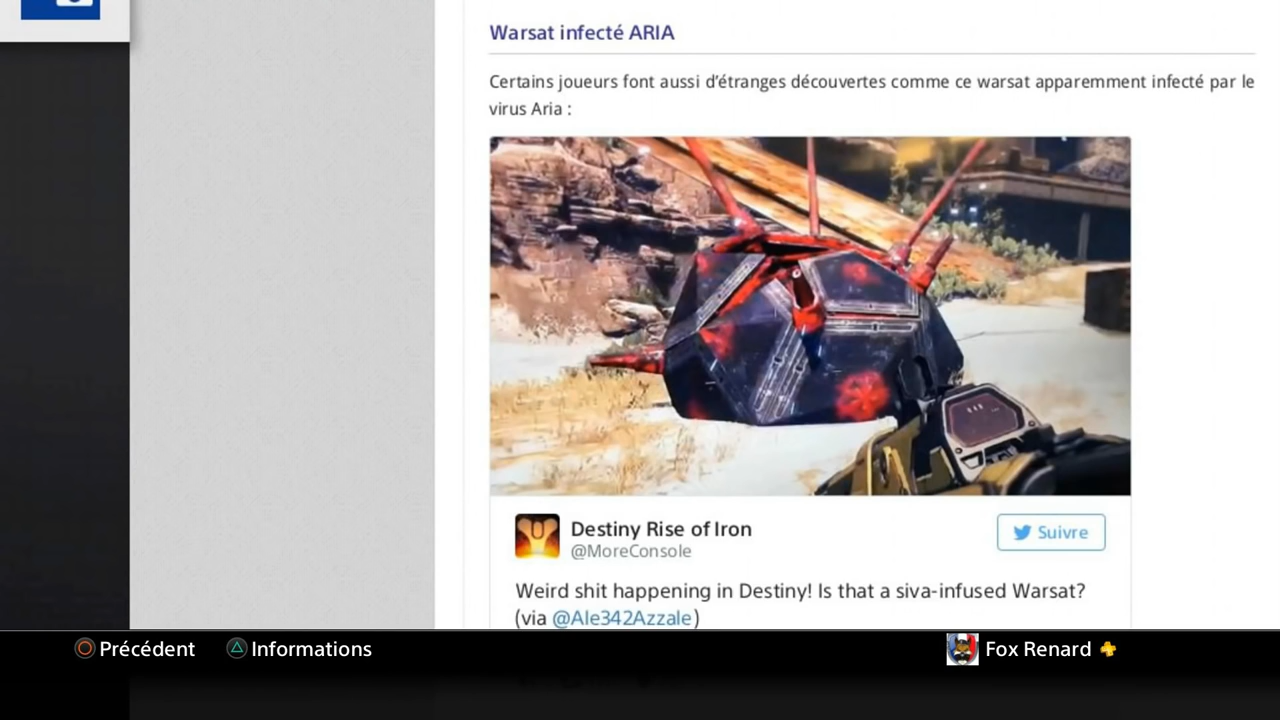 Warsat infecté ARIA
Certains joueurs font aussi d'étranges découvertes comme ce warsat apparemment infecté par le
virus Aria :
Destiny Rise of Iron
@MoreConsole
Suivre
Weird shit happening in Destiny! Is that a siva-infused Warsat?
(via @Ale342Azzale)
Précédent
Informations
Fox Renard